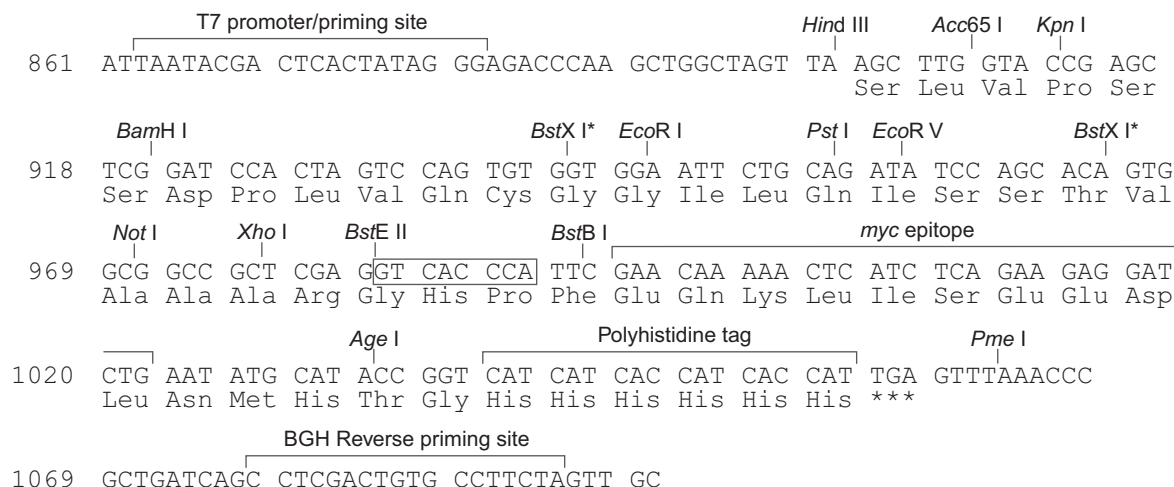 T7 promoter/priming site
Hind III Acc65 I Kpn I
861 ATTAATACGA CTCACTATAG GGAGACCCAA GCTGGCTAGT TA AGC TTG GTA CCG AGC
Ser Leu Val Pro Ser
BamH I BstX I* EcoR I Pst I EcoR V BstX I*
918 TCG GAT CCA CTA GTC CAG TGT GGT GGA ATT CTG CAG ATA TCC AGC ACA GTG
Ser Asp Pro Leu Val Gln Cys Gly Gly Ile Leu Gln Ile Ser Ser Thr Val
Not I Xho I BstE II BstB I myc epitope
969 GCG GCC GCT CGA GGTCACCCA TTC GAA CAA AAA CTC ATC TCA GAA GAG GAT
Ala Ala Ala Arg Gly His Pro Phe Glu Gln Lys Leu Ile Ser Glu Glu Asp
Age I Polyhistidine tag Pme I
1020 CTG AAT ATG CAT ACC GGT CAT CAT CAC CAT CAC CAT TGA GTTTAAACCC
Leu Asn Met His Thr Gly His His His His His His ***
BGH Reverse priming site
1069 GCTGATCAGC CTCGACTGTG CCTTCTAGTT GC